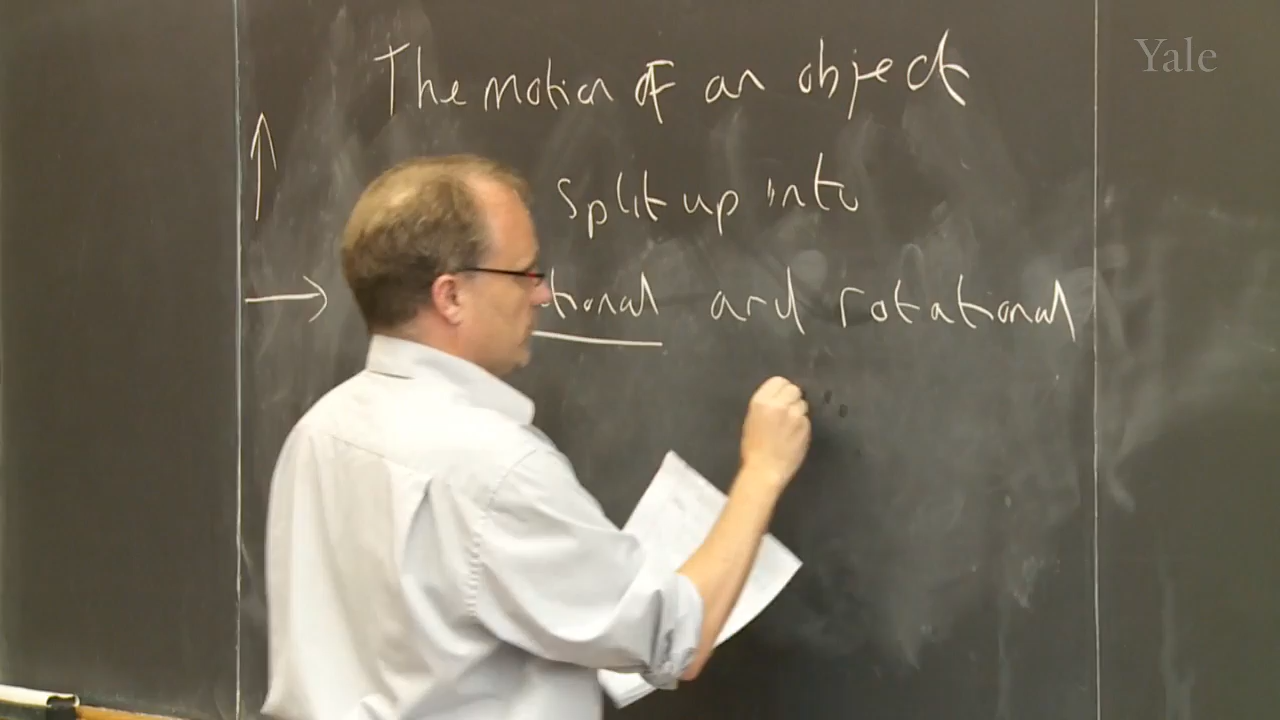 Yale
The motion of an object
split up into
tional and rotational